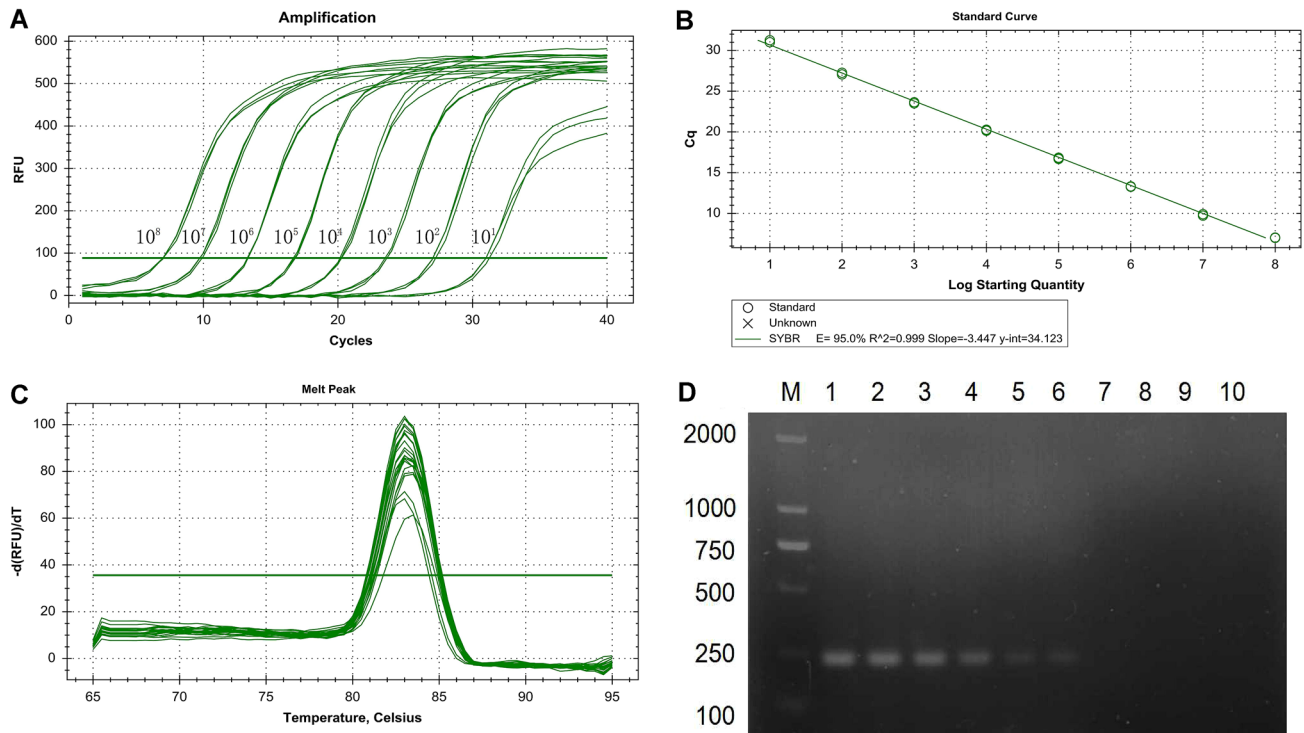 A
Amplification
600
500
400
300
200
100
0
RFU
10⁸ 10⁷ 10⁶ 10⁵ 10⁴ 10³ 10² 10¹
0 10 20 30 40
Cycles
B
Standard Curve
30
25
20
15
10
Cq
1 2 3 4 5 6 7 8
Log Starting Quantity
Standard
Unknown
SYBR E= 95.0% R^2=0.999 Slope=-3.447 y-int=34.123
C
Melt Peak
100
80
60
40
20
0
-d(RFU)/dT
65 70 75 80 85 90 95
Temperature, Celsius
D
M 1 2 3 4 5 6 7 8 9 10
2000
1000
750
500
250
100